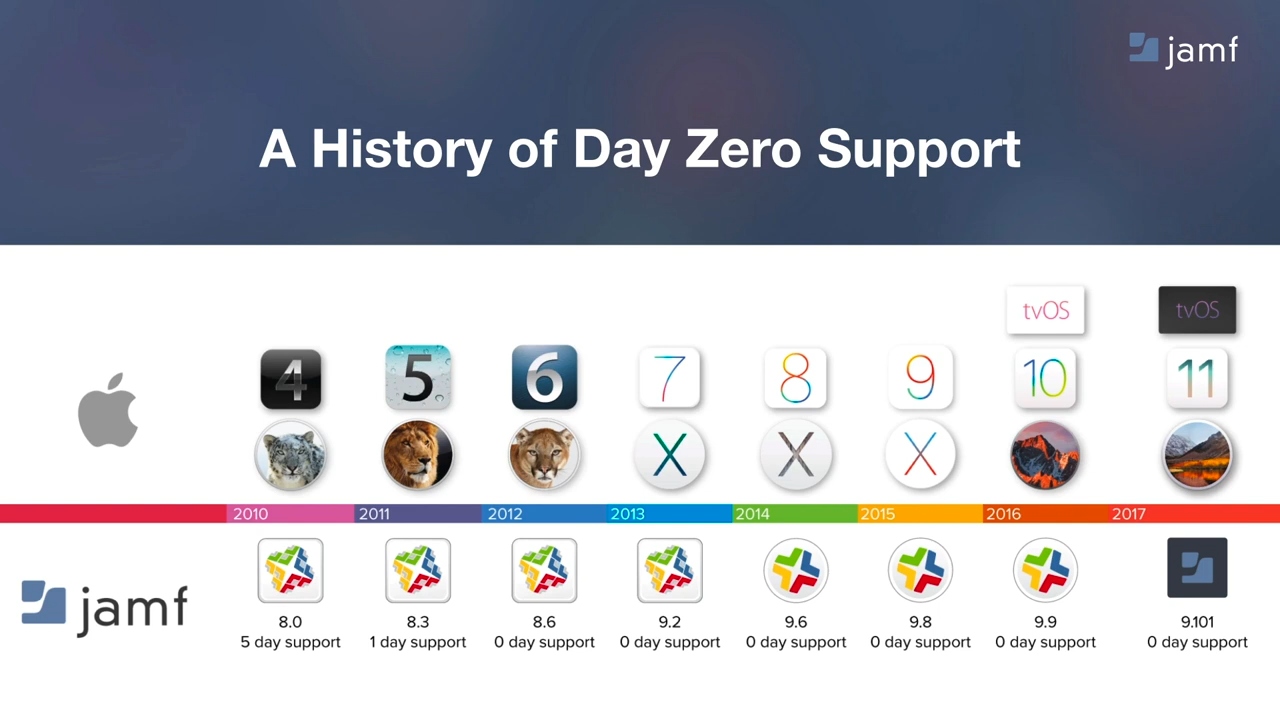 jamf
A History of Day Zero Support
tvOS tvOS
4 5 6 7 8 9 10 11
X X X
2010 2011 2012 2013 2014 2015 2016 2017
jamf
8.0 8.3 8.6 9.2 9.6 9.8 9.9 9.101
5 day support 1 day support 0 day support 0 day support 0 day support 0 day support 0 day support 0 day support